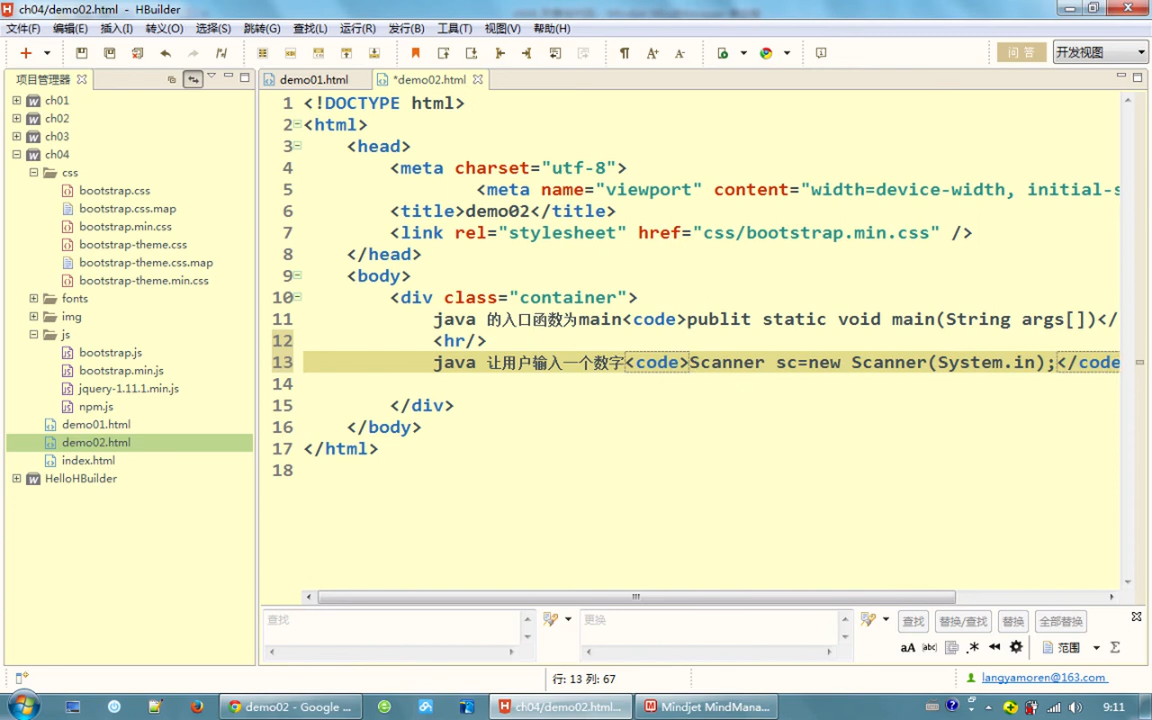 ch04/demo02.html - HBuilder
文件(F) 编辑(E) 插入(I) 转义(O) 选择(S) 跳转(G) 查找(L) 运行(R) 发行(B) 工具(T) 视图(V) 帮助(H)
问答 开发视图
项目管理器
demo01.html *demo02.html
ch01
ch02
ch03
ch04
css
bootstrap.css
bootstrap.css.map
bootstrap.min.css
bootstrap-theme.css
bootstrap-theme.css.map
bootstrap-theme.min.css
fonts
img
js
bootstrap.js
bootstrap.min.js
jquery-1.11.1.min.js
npm.js
demo01.html
demo02.html
index.html
HelloHBuilder
1 <!DOCTYPE html>
2 <html>
3 <head>
4 <meta charset="utf-8">
5 <meta name="viewport" content="width=device-width, initial-s
6 <title>demo02</title>
7 <link rel="stylesheet" href="css/bootstrap.min.css" />
8 </head>
9 <body>
10 <div class="container">
11 java 的入口函数为main<code>publit static void main(String args[])</
12 <hr/>
13 java 让用户输入一个数字<code>Scanner sc=new Scanner(System.in);</code
14
15 </div>
16 </body>
17 </html>
18
查找 更换 查找 替换/查找 替换 全部替换
范围
行: 13 列: 67
langyamoren@163.com
demo02 - Google ... ch04/demo02.html... Mindjet MindMana... 9:11